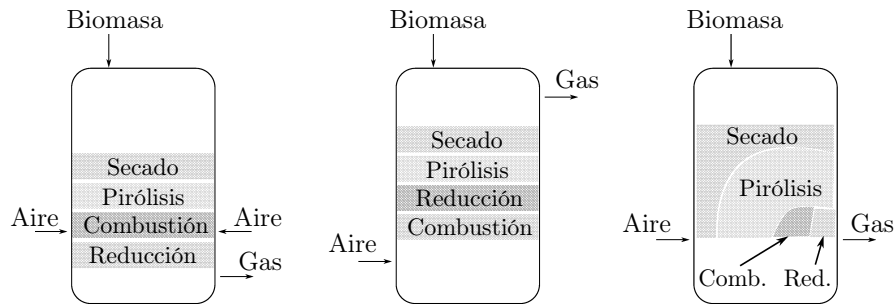 Biomasa
Secado
Pirólisis
Aire
Combustión
Aire
Reducción
Gas
Biomasa
Gas
Secado
Pirólisis
Reducción
Combustión
Aire
Biomasa
Secado
Pirólisis
Aire
Gas
Comb.
Red.